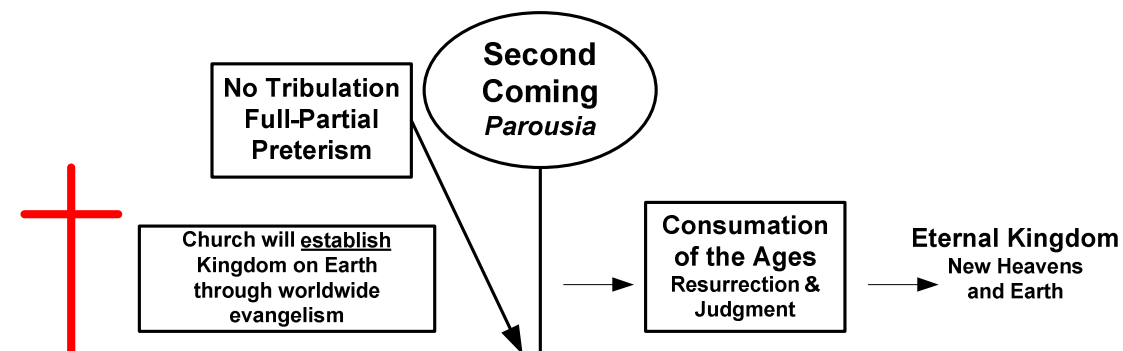 No Tribulation
Full-Partial
Preterism
Second
Coming
Parousia
Church will establish
Kingdom on Earth
through worldwide
evangelism
Consumation
of the Ages
Resurrection &
Judgment
Eternal Kingdom
New Heavens
and Earth